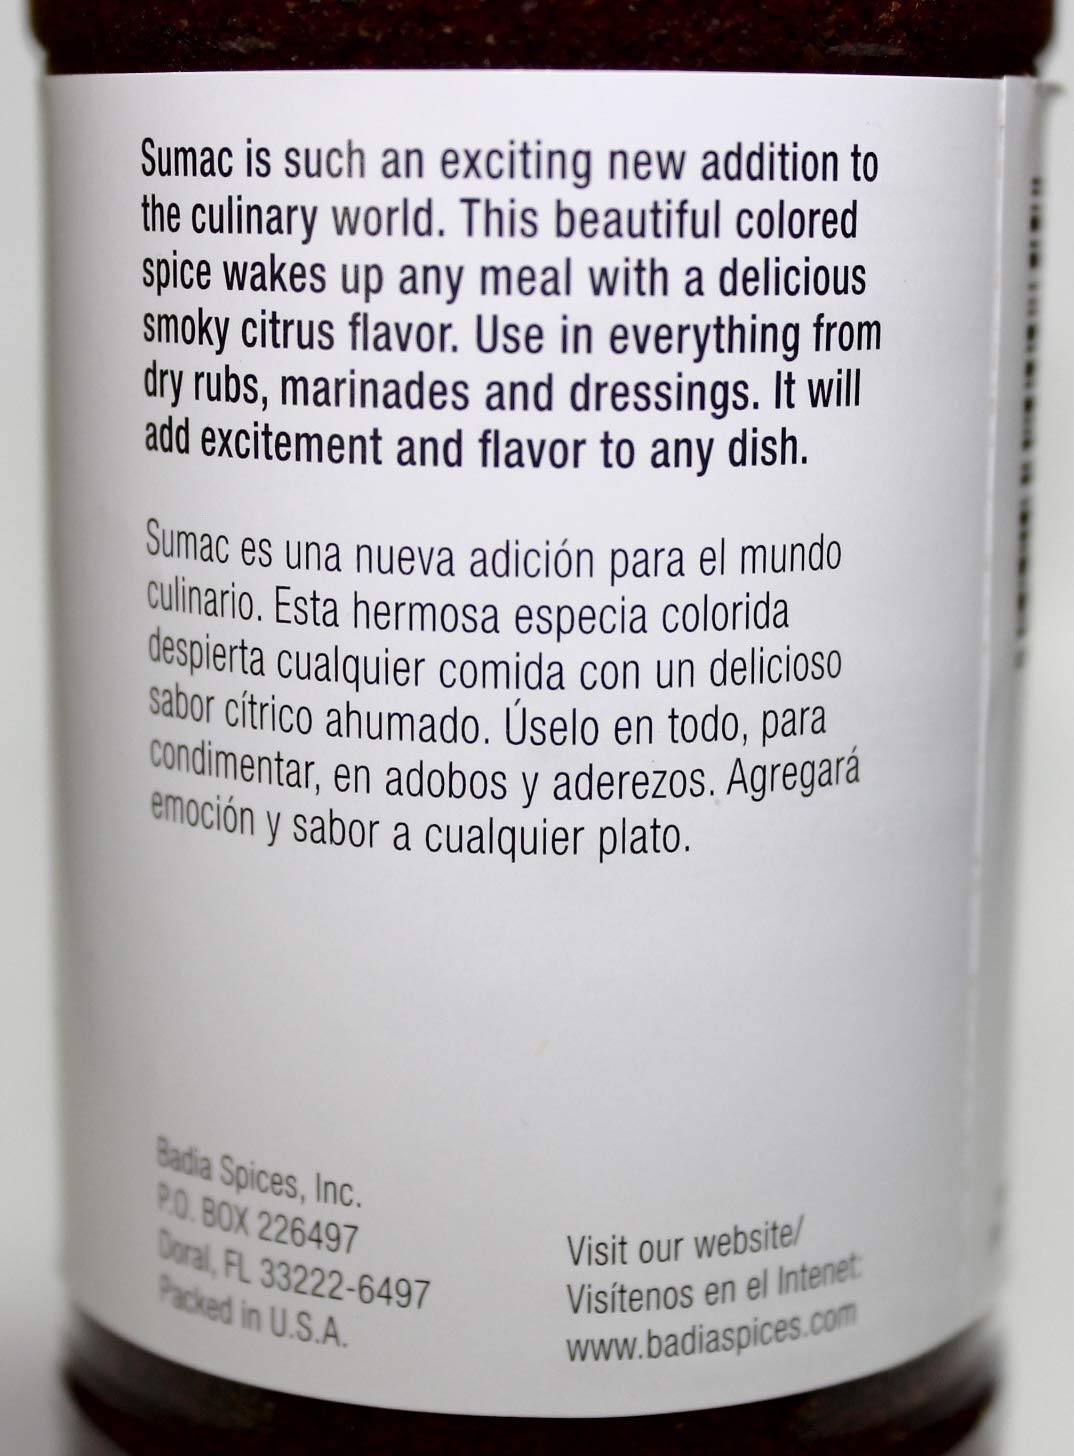 Sumac is such an exciting new addition to
the culinary world. This beautiful colored
spice wakes up any meal with a delicious
smoky citrus flavor. Use in everything from
dry rubs, marinades and dressings. It will
add excitement and flavor to any dish.
Sumac es una nueva adición para el mundo
culinario. Esta hermosa especia colorida
despierta cualquier comida con un delicioso
sabor cítrico ahumado. Úselo en todo, para
condimentar, en adobos y aderezos. Agregará
emoción y sabor a cualquier plato.
Badia Spices, Inc.
P.O. BOX 226497
Doral, FL 33222-6497
Packed in U.S.A.
Visit our website/
Visítenos en el Intenet:
www.badiaspices.com